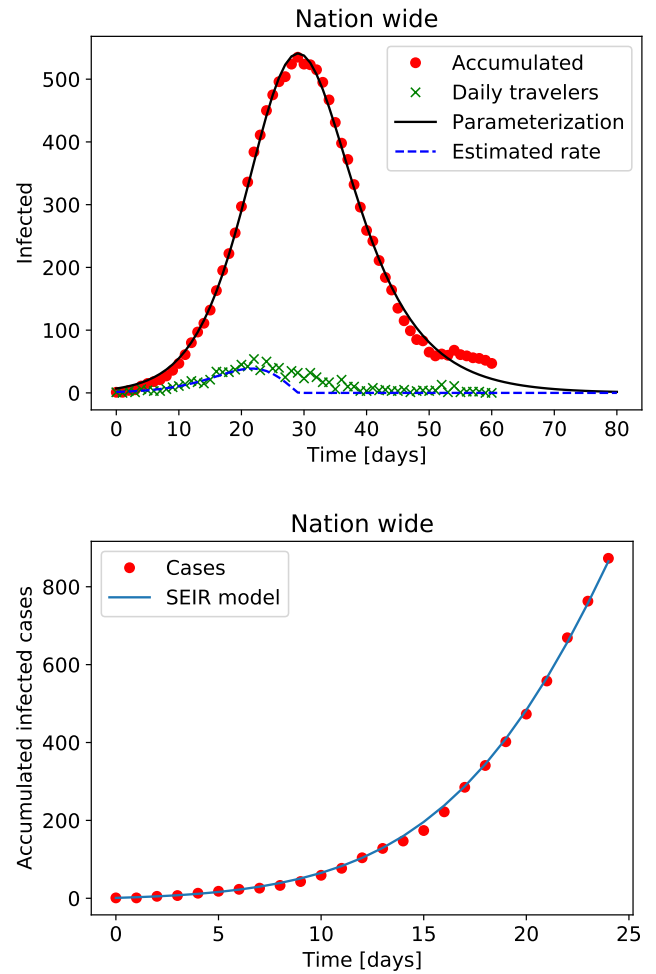 Nation wide
Accumulated
Daily travelers
Parameterization
Estimated rate
Infected
500
400
300
200
100
0
0 10 20 30 40 50 60 70 80
Time [days]
Nation wide
Cases
SEIR model
Accumulated infected cases
800
600
400
200
0
0 5 10 15 20 25
Time [days]